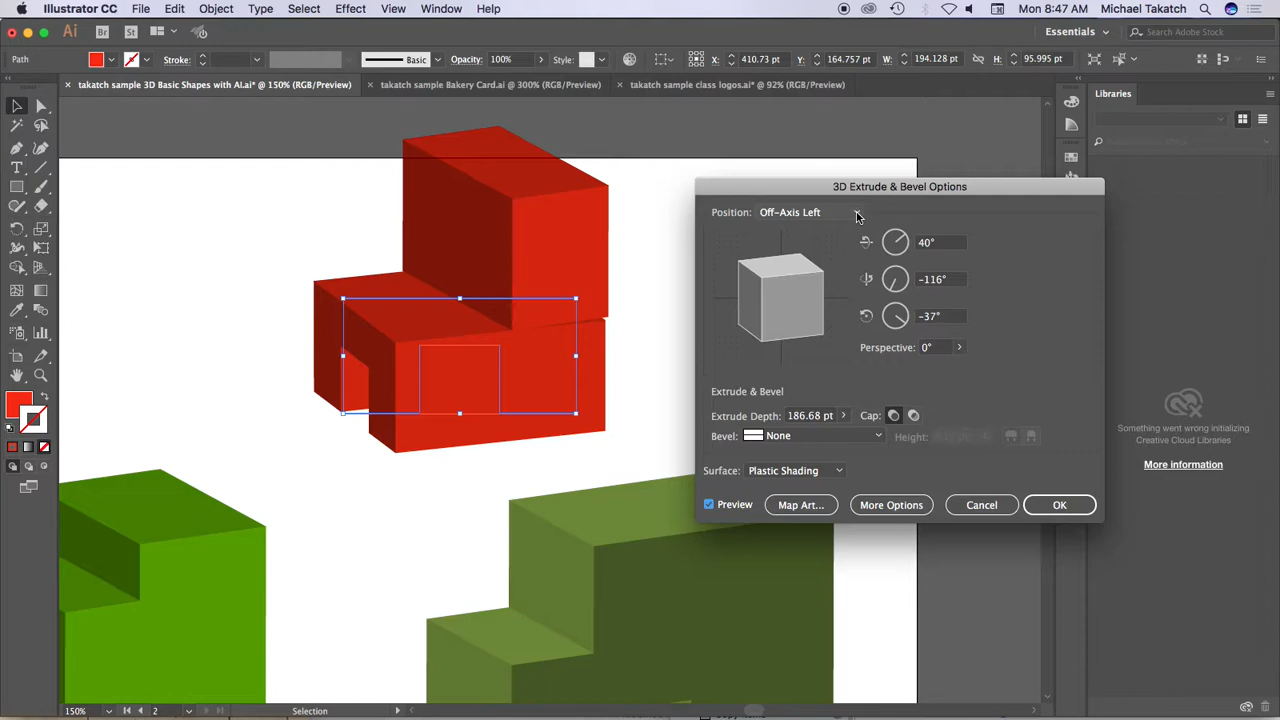 Illustrator CC File Edit Object Type Select Effect View Window Help Mon 8:47 AM Michael Takatch
Ai Br St Essentials Search Adobe Stock
Path Stroke: Basic Opacity: 100% Style: X: 410.73 pt Y: 164.757 pt W: 194.128 pt H: 95.995 pt
× takatch sample 3D Basic Shapes with AI.ai* @ 150% (RGB/Preview) × takatch sample Bakery Card.ai @ 300% (RGB/Preview) × takatch sample class logos.ai* @ 92% (RGB/Preview)
Libraries
3D Extrude & Bevel Options
Position: Off-Axis Left
40°
-116°
-37°
Perspective: 0°
Extrude & Bevel
Extrude Depth: 186.68 pt Cap:
Bevel: None Height:
Surface: Plastic Shading
Preview Map Art... More Options Cancel OK
Something went wrong initializing
Creative Cloud Libraries
More information
150% 2 Selection